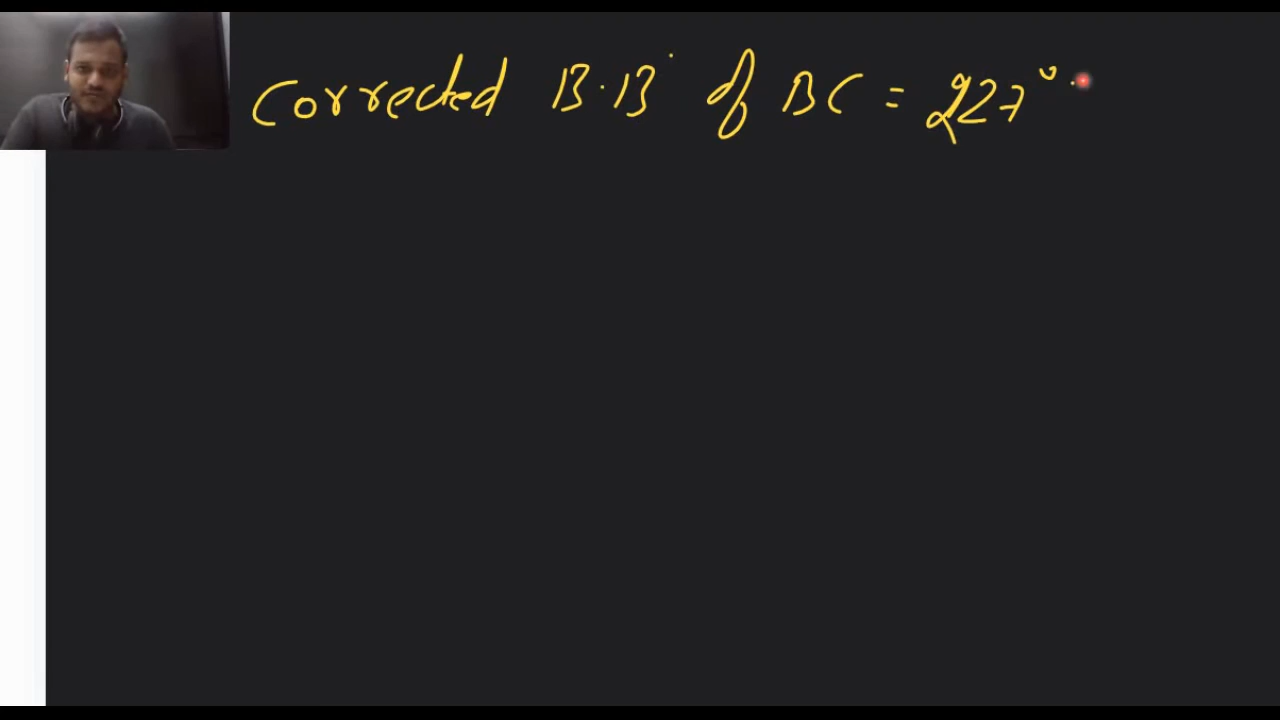 Corrected B.B of BC = 227°